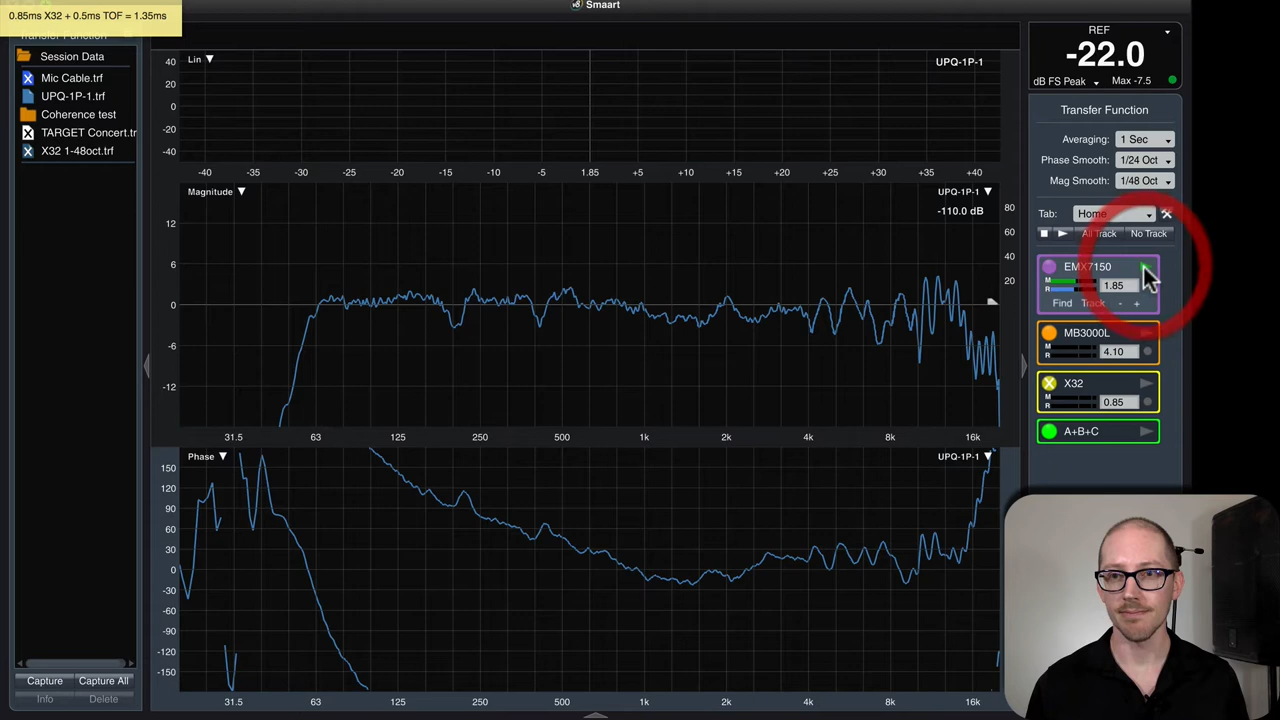 Smaart
0.85ms X32 + 0.5ms TOF = 1.35ms
Session Data
Mic Cable.trf
UPQ-1P-1.trf
Coherence test
TARGET Concert.tr
X32 1-48oct.trf
Capture
Capture All
Info
Delete
Lin
UPQ-1P-1
40
20
0
-20
-40
-40 -35 -30 -25 -20 -15 -10 -5 1.85 +5 +10 +15 +20 +25 +30 +35 +40
Magnitude
UPQ-1P-1
-110.0 dB
12
6
0
-6
-12
80
60
40
20
31.5 63 125 250 500 1k 2k 4k 8k 16k
Phase
UPQ-1P-1
150
120
90
60
30
0
-30
-60
-90
-120
-150
31.5 63 125 250 500 1k 2k 4k 8k 16k
REF
-22.0
dB FS Peak Max -7.5
Transfer Function
Averaging: 1 Sec
Phase Smooth: 1/24 Oct
Mag Smooth: 1/48 Oct
Tab: Home
All Track No Track
EMX7150
M
R
1.85
Find Track - +
MB3000L
M
R
4.10
X32
M
R
0.85
A+B+C